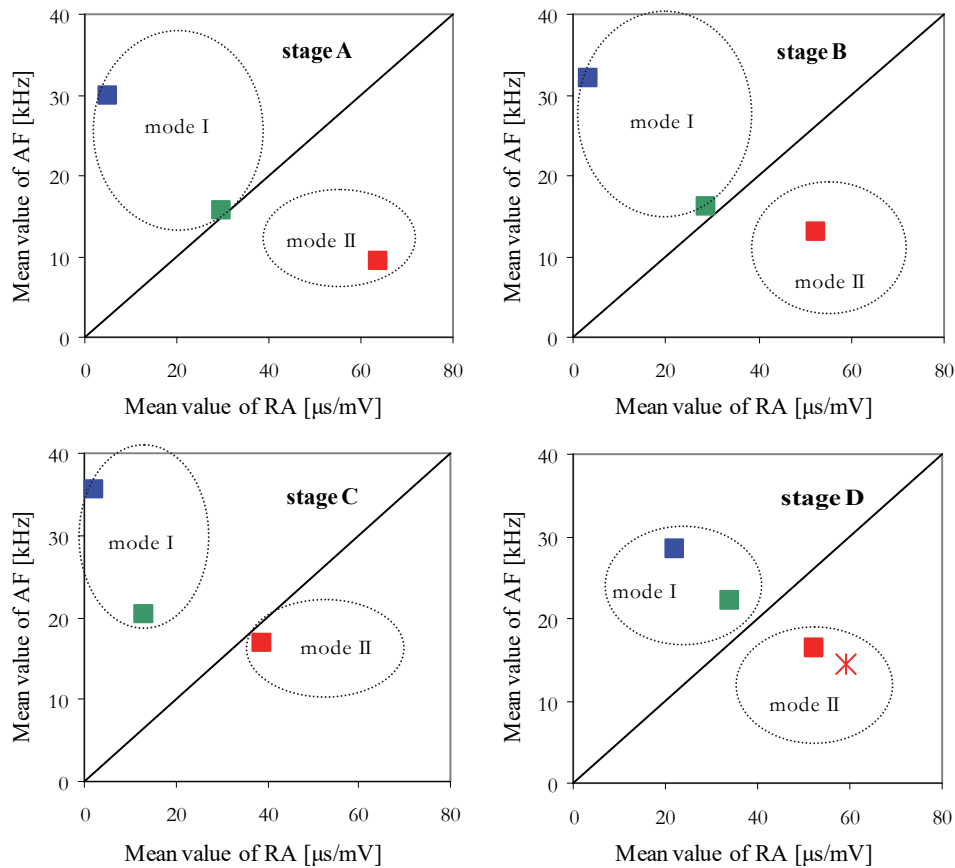 40
30
20
10
0
Mean value of AF [kHz]
stage A
mode I
mode II
0 20 40 60 80
Mean value of RA [μs/mV]
40
30
20
10
0
Mean value of AF [kHz]
stage B
mode I
mode II
0 20 40 60 80
Mean value of RA [μs/mV]
40
30
20
10
0
Mean value of AF [kHz]
stage C
mode I
mode II
0 20 40 60 80
Mean value of RA [μs/mV]
40
30
20
10
0
Mean value of AF [kHz]
stage D
mode I
mode II
0 20 40 60 80
Mean value of RA [μs/mV]